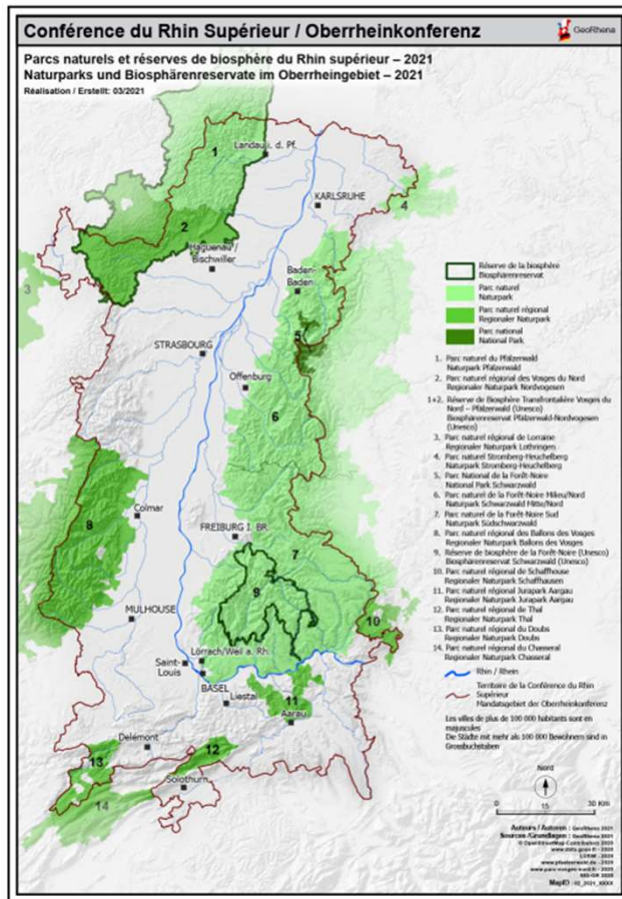 Conférence du Rhin Supérieur / Oberrheinkonferenz
GeoRhena
Parcs naturels et réserves de biosphère du Rhin supérieur – 2021
Naturparks und Biosphärenreservate im Oberrheingebiet – 2021
Réalisation / Erstellt: 03/2021
1
Landau i. d. Pf.
KARLSRUHE
4
2
Haguenau /
Bischwiller
3
Baden-
Baden
5
STRASBOURG
Offenburg
6
8
Colmar
FREIBURG I. BR.
7
9
10
MULHOUSE
Saint-
Louis
Lörrach/Weil a. Rh.
BASEL
Liestal
11
Aarau
Delémont
12
13
Solothurn
14
Réserve de la biosphère
Biosphärenreservat
Parc naturel
Naturpark
Parc naturel régional
Regionaler Naturpark
Parc national
National Park
1. Parc naturel du Pfälzerwald
Naturpark Pfälzerwald
2. Parc naturel régional des Vosges du Nord
Regionaler Naturpark Nordvogesen
1+2. Réserve de Biosphère Transfrontalière Vosges du
Nord – Pfälzerwald (Unesco)
Biosphärenreservat Pfalzerwald-Nordvogesen
(Unesco)
3. Parc naturel régional de Lorraine
Regionaler Naturpark Lothringen
4. Parc naturel Stromberg-Heuchelberg
Naturpark Stromberg-Heuchelberg
5. Parc National de la Forêt-Noire
National Park Schwarzwald
6. Parc naturel de la Forêt-Noire Milieu/Nord
Naturpark Schwarzwald Mitte/Nord
7. Parc naturel de la Forêt-Noire Sud
Naturpark Südschwarzwald
8. Parc naturel régional des Ballons des Vosges
Regionaler Naturpark Ballons des Vosges
9. Réserve de biosphère de la Forêt-Noire (Unesco)
Biosphärenreservat Schwarzwald (Unesco)
10. Parc naturel régional de Schaffhouse
Regionaler Naturpark Schaffhausen
11. Parc naturel régional Jurapark Aargau
Regionaler Naturpark Jurapark Aargau
12. Parc naturel régional de Thal
Regionaler Naturpark Thal
13. Parc naturel régional du Doubs
Regionaler Naturpark Doubs
14. Parc naturel régional du Chasseral
Regionaler Naturpark Chasseral
Rhin / Rhein
Territoire de la Conférence du Rhin
Supérieur
Mandatsgebiet der Oberrheinkonferenz
Les villes de plus de 100 000 habitants sont en
majuscules
Die Städte mit mehr als 100 000 Bewohnern sind in
Grossbuchstaben
Nord
0 15 30 Km
Auteurs / Autoren : GeoRhena 2021
Sources /Grundlagen : GeoRhena 2021
© OpenStreetMap Contributors 2020